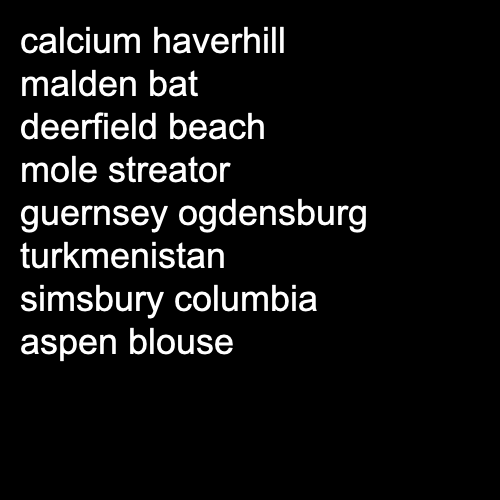 calcium haverhill
malden bat
deerfield beach
mole streator
guernsey ogdensburg
turkmenistan
simsbury columbia
aspen blouse